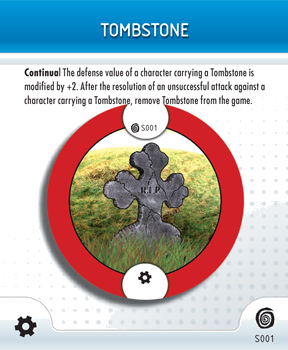 TOMBSTONE
Continual The defense value of a character carrying a Tombstone is
modified by +2. After the resolution of an unsuccessful attack against a
character carrying a Tombstone, remove Tombstone from the game.
S001
R.I.P
S001